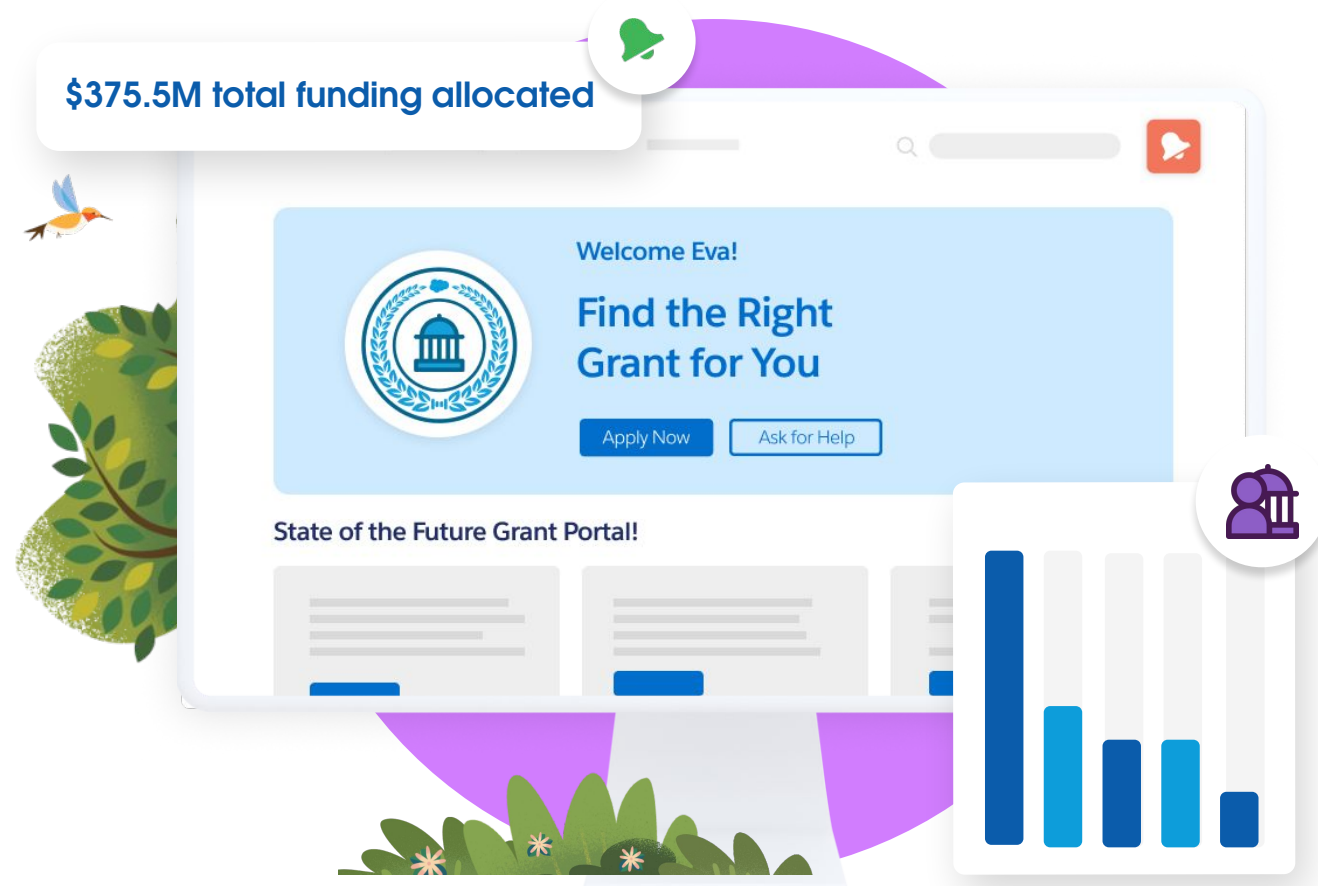 $375.5M total funding allocated
Welcome Eva!
Find the Right
Grant for You
Apply Now
Ask for Help
State of the Future Grant Portal!